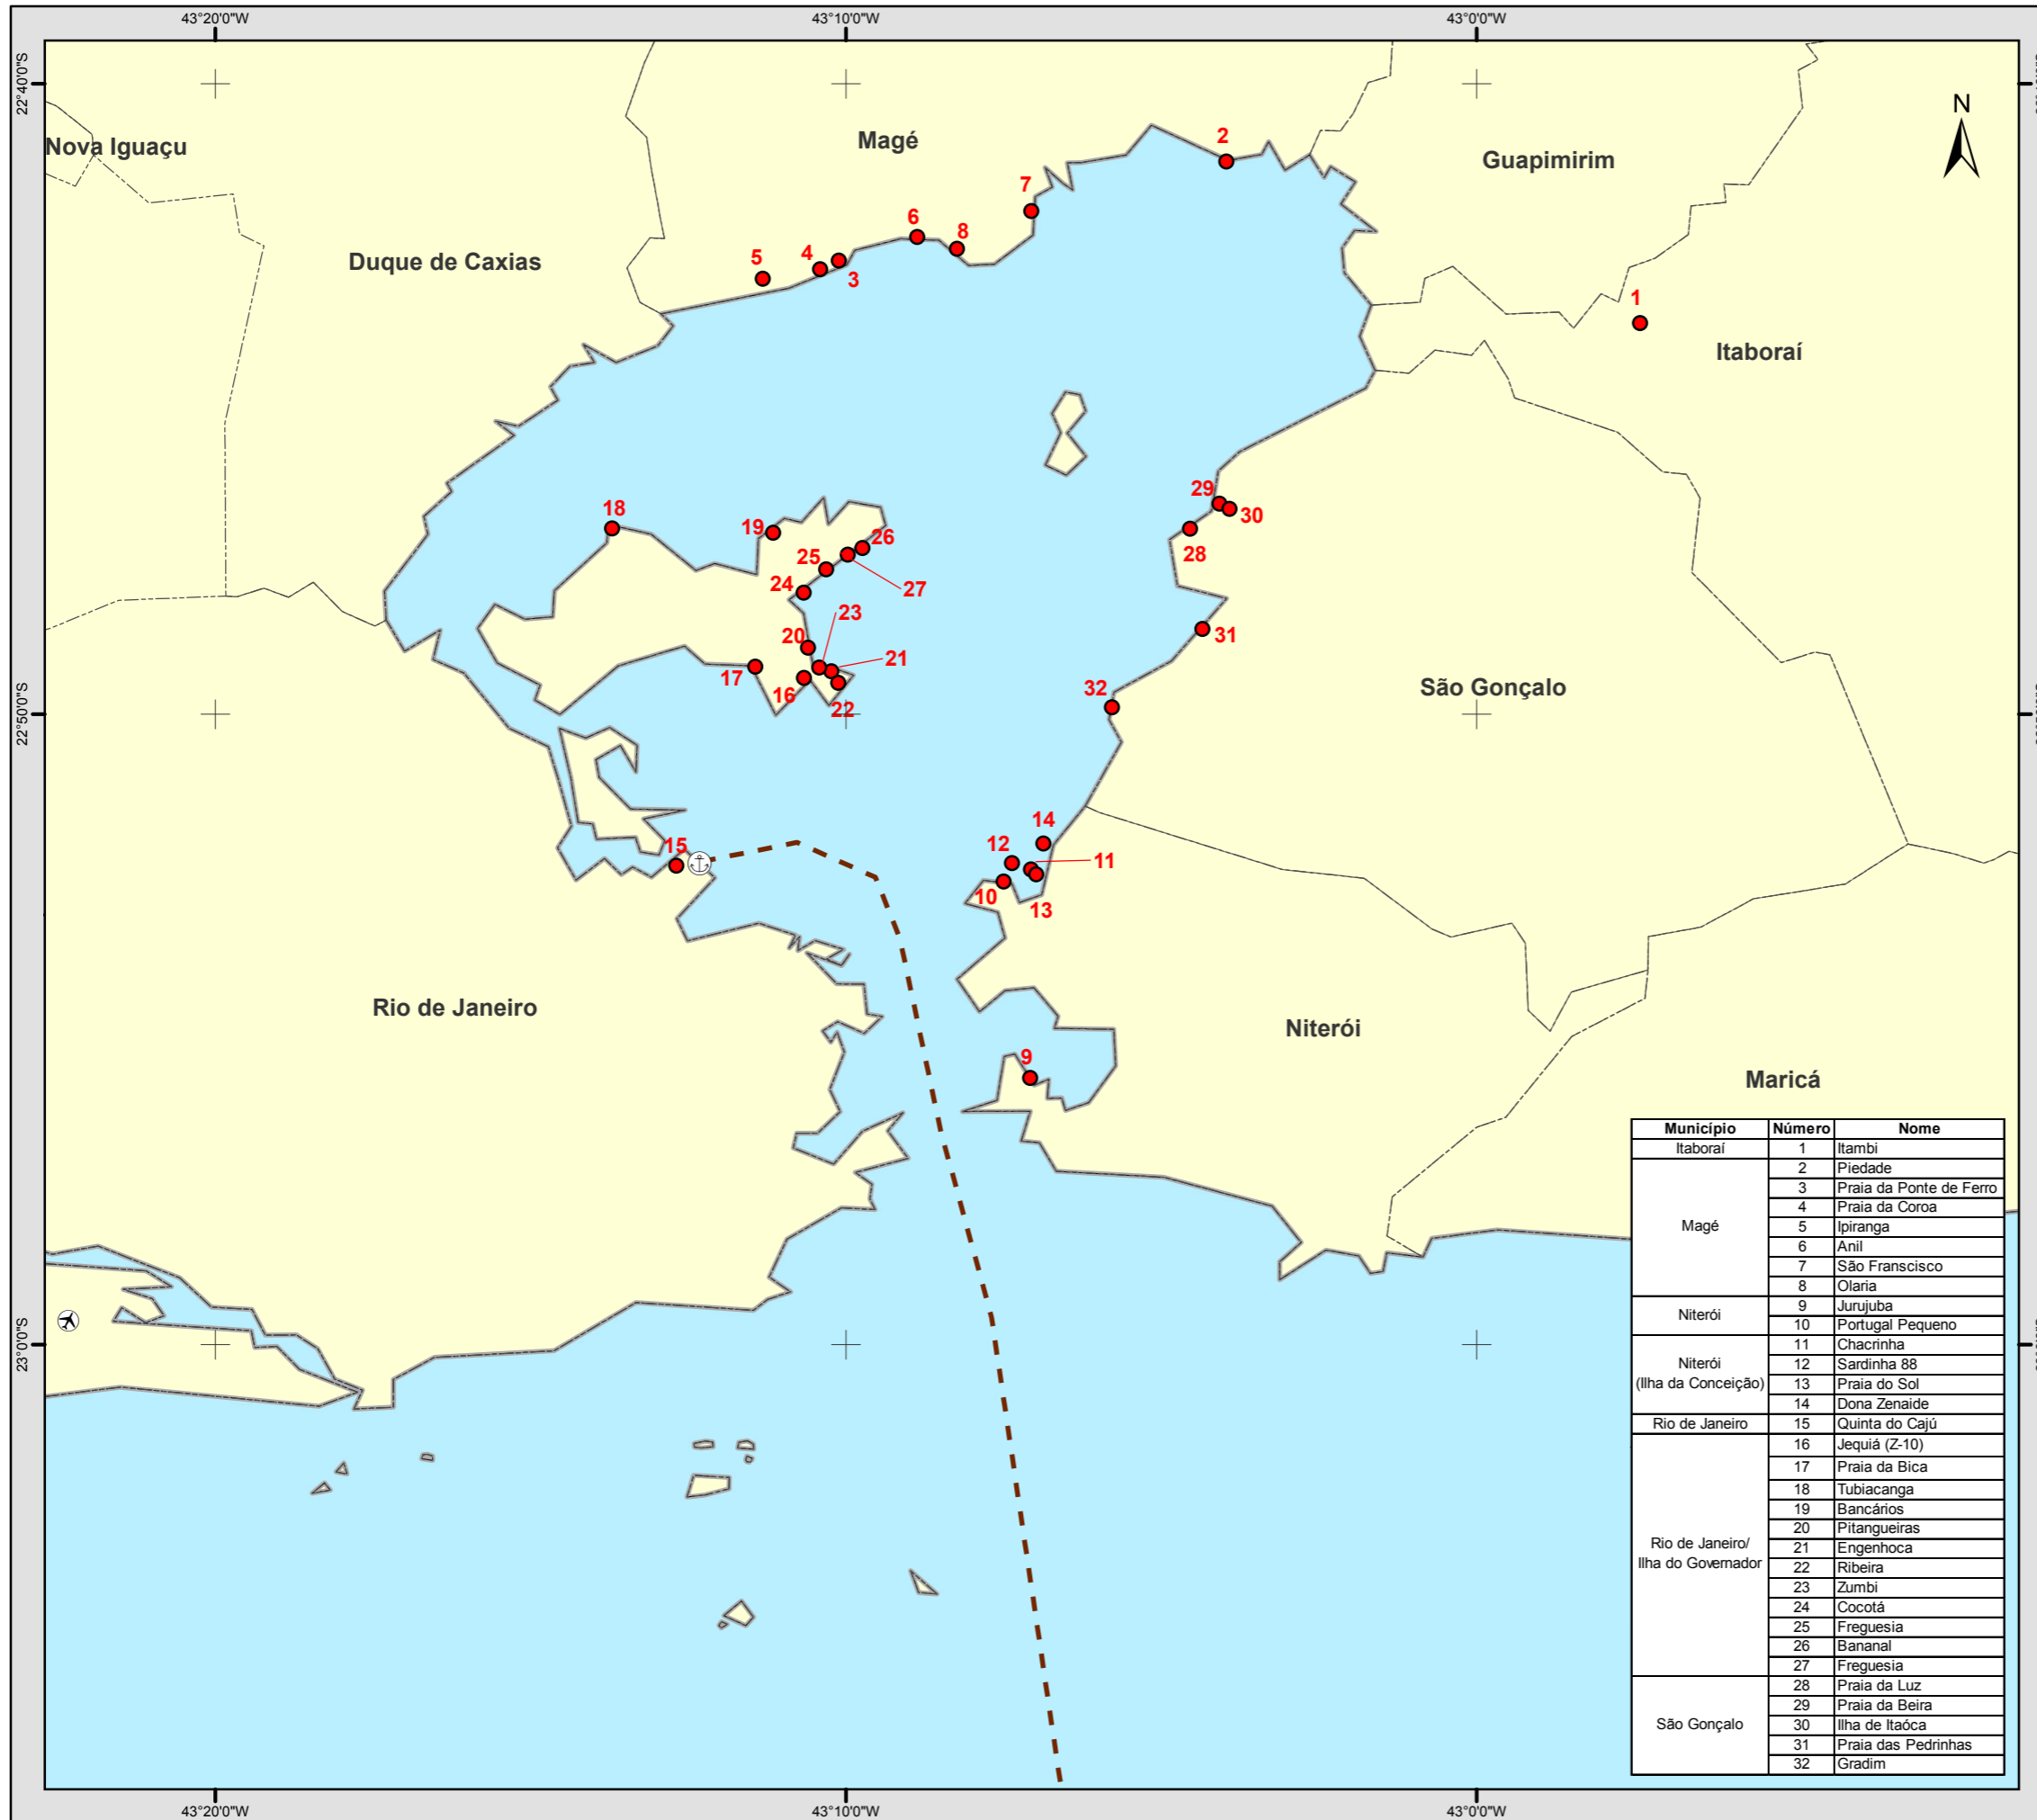 43°20'0"W 43°10'0"W 43°0'0"W
22°40'0"S
N
Nova Iguaçu
Magé
Guapimirim
Duque de Caxias
Itaboraí
2
7
6
8
5
4
3
1
18
19
29
30
28
26
25
27
24
23
20
21
17
16
22
31
32
São Gonçalo
22°50'0"S
14
12
11
15
10
13
Rio de Janeiro
Niterói
9
Maricá
23°0'0"S
Município Número Nome
Itaboraí 1 Itambi
Magé
2 Piedade
3 Praia da Ponte de Ferro
4 Praia da Coroa
5 Ipiranga
6 Anil
7 São Franscisco
8 Olaria
Niterói
9 Jurujuba
10 Portugal Pequeno
Niterói
(Ilha da Conceição)
11 Chacrinha
12 Sardinha 88
13 Praia do Sol
14 Dona Zenaide
Rio de Janeiro 15 Quinta do Cajú
Rio de Janeiro/
Ilha do Governador
16 Jequiá (Z-10)
17 Praia da Bica
18 Tubiacanga
19 Bancários
20 Pitangueiras
21 Engenhoca
22 Ribeira
23 Zumbi
24 Cocotá
25 Freguesia
26 Bananal
27 Freguesia
São Gonçalo
28 Praia da Luz
29 Praia da Beira
30 Ilha de Itaóca
31 Praia das Pedrinhas
32 Gradim
43°20'0"W 43°10'0"W 43°0'0"W